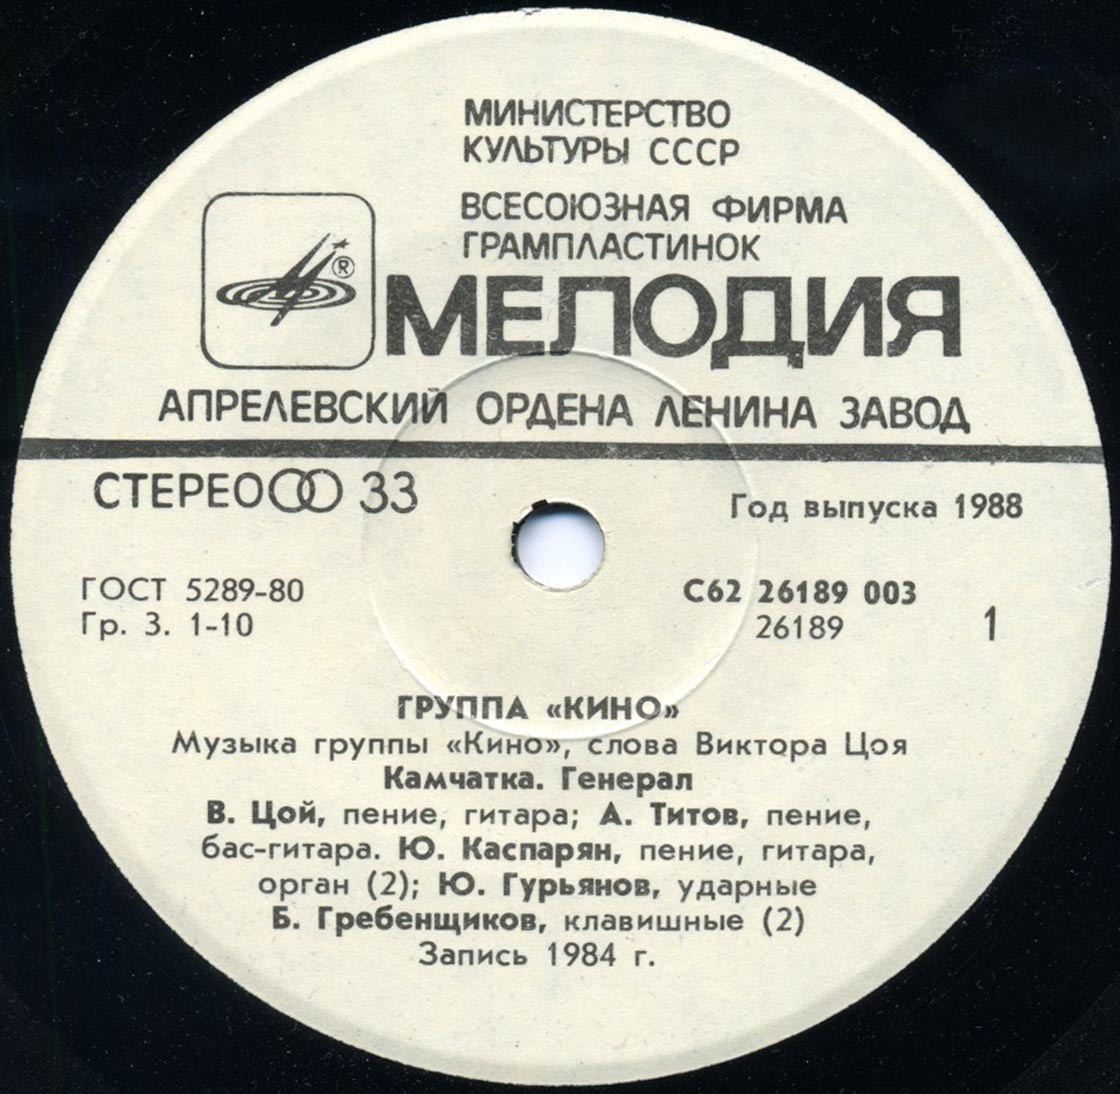 МИНИСТЕРСТВО
КУЛЬТУРЫ СССР
ВСЕСОЮЗНАЯ ФИРМА
ГРАМПЛАСТИНОК
®
МЕЛОДИЯ
АПРЕЛЕВСКИЙ ОРДЕНА ЛЕНИНА ЗАВОД
СТЕРЕО 33
Год выпуска 1988
ГОСТ 5289-80
Гр. 3. 1-10
С62 26189 003
26189
1
ГРУППА «КИНО»
Музыка группы «Кино», слова Виктора Цоя
Камчатка. Генерал
В. Цой, пение, гитара; А. Титов, пение,
бас-гитара. Ю. Каспарян, пение, гитара,
орган (2); Ю. Гурьянов, ударные
Б. Гребенщиков, клавишные (2)
Запись 1984 г.